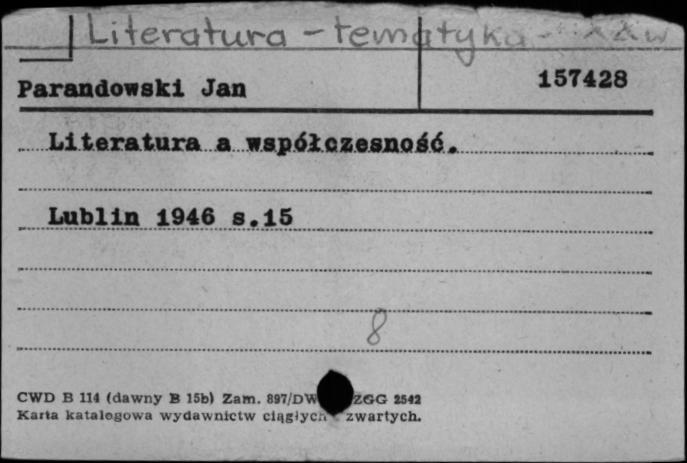 Literatura - tematyka - XX w
Parandowski Jan 157428
Literatura a współczesność.
Lublin 1946 s.15
8
CWD B 114 (dawny B 15b) Zam. 897/DW ZGG 2542
Karta katalogowa wydawnictw ciągłych zwartych.